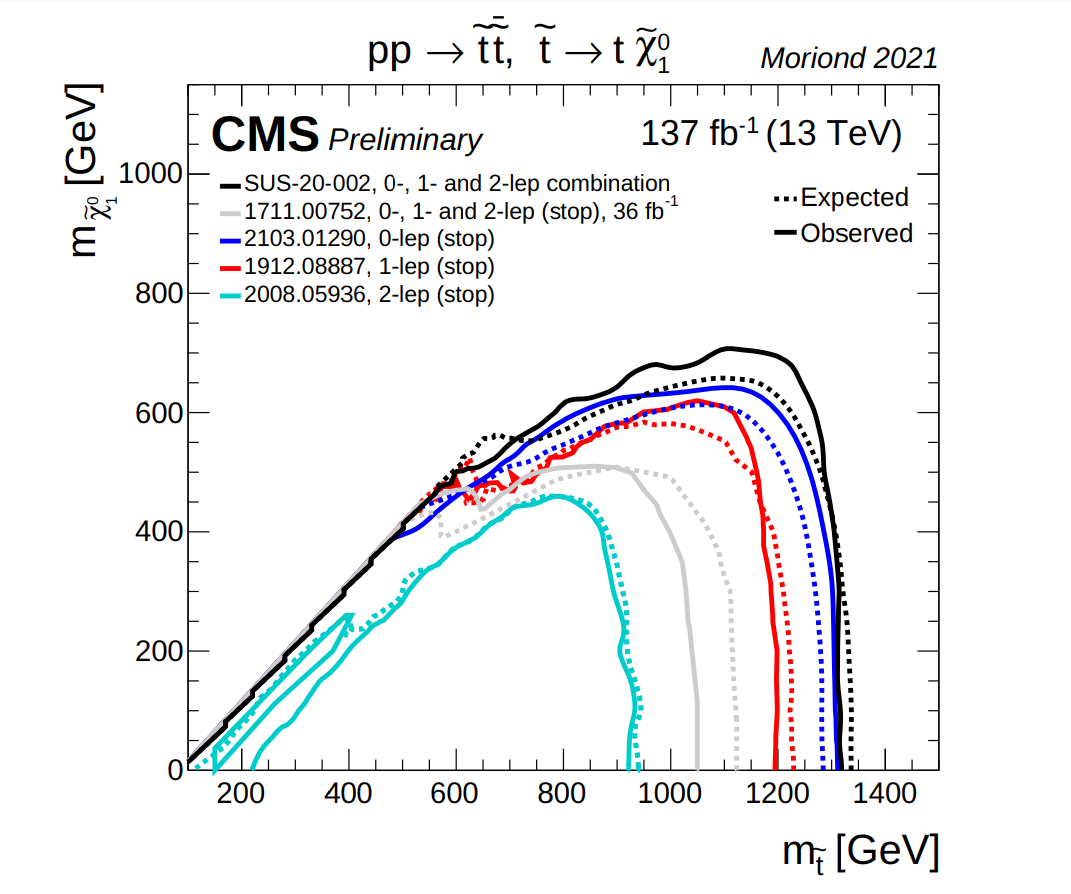 pp → t̃ t̃̄, t̃ → t χ̃⁰₁
Moriond 2021
CMS Preliminary
137 fb⁻¹ (13 TeV)
SUS-20-002, 0-, 1- and 2-lep combination
1711.00752, 0-, 1- and 2-lep (stop), 36 fb⁻¹
2103.01290, 0-lep (stop)
1912.08887, 1-lep (stop)
2008.05936, 2-lep (stop)
Expected
Observed
m χ̃⁰₁ [GeV]
1000
800
600
400
200
0
200 400 600 800 1000 1200 1400
m t̃ [GeV]